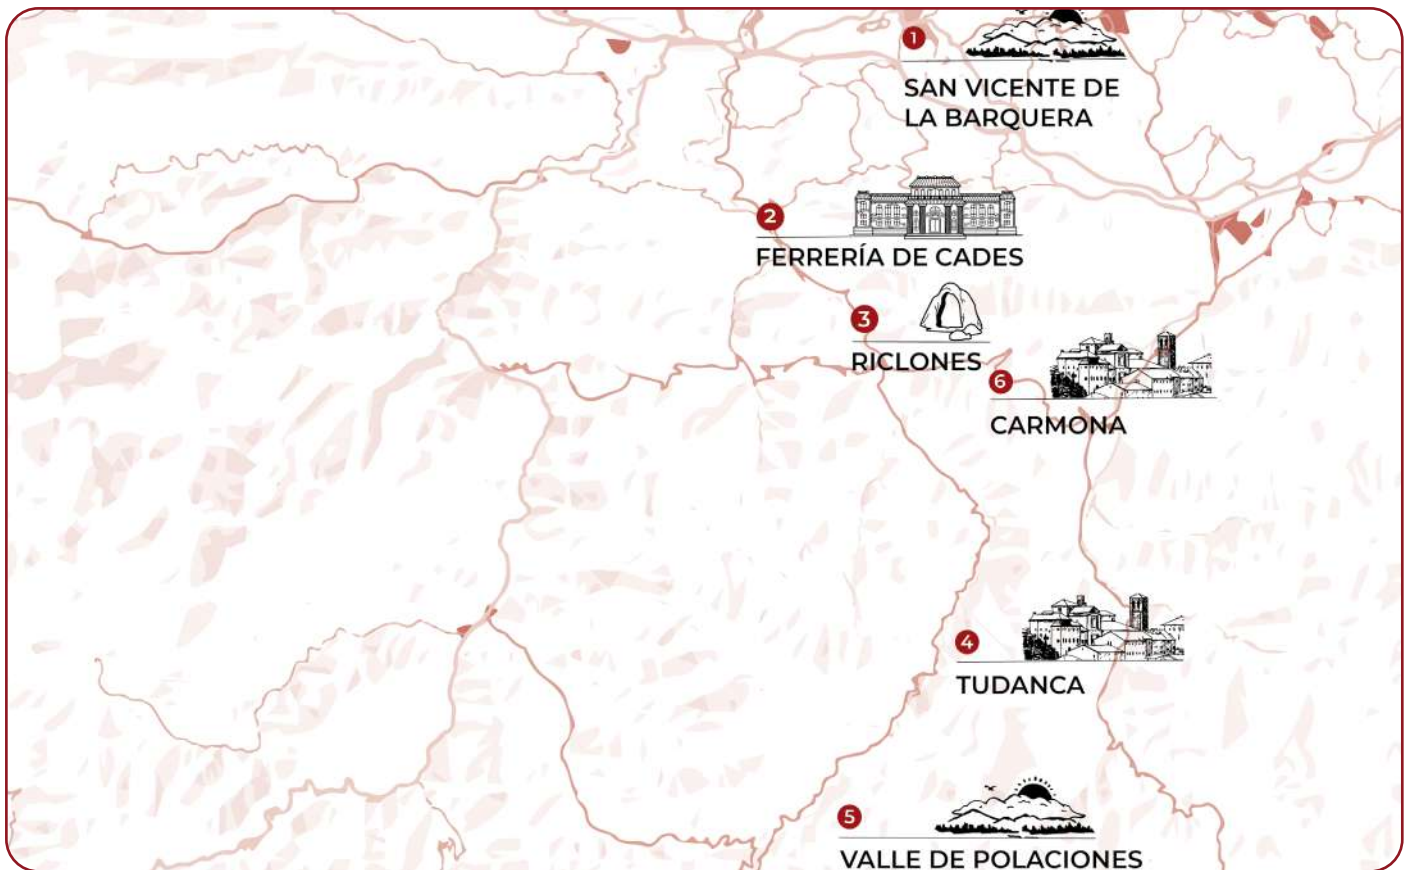 1
SAN VICENTE DE
LA BARQUERA
2
FERRERÍA DE CADES
3
RICLONES
6
CARMONA
4
TUDANCA
5
VALLE DE POLACIONES